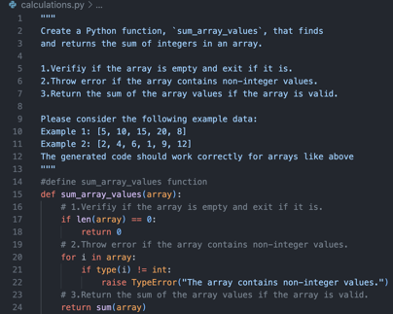 calculations.py > ...
1 """
2 Create a Python function, `sum_array_values`, that finds
3 and returns the sum of integers in an array.
4
5 1.Verifiy if the array is empty and exit if it is.
6 2.Throw error if the array contains non-integer values.
7 3.Return the sum of the array values if the array is valid.
8
9 Please consider the following example data:
10 Example 1: [5, 10, 15, 20, 8]
11 Example 2: [2, 4, 6, 1, 9, 12]
12 The generated code should work correctly for arrays like above
13 """
14 #define sum_array_values function
15 def sum_array_values(array):
16     # 1.Verifiy if the array is empty and exit if it is.
17     if len(array) == 0:
18         return 0
19     # 2.Throw error if the array contains non-integer values.
20     for i in array:
21         if type(i) != int:
22             raise TypeError("The array contains non-integer values.")
23     # 3.Return the sum of the array values if the array is valid.
24     return sum(array)